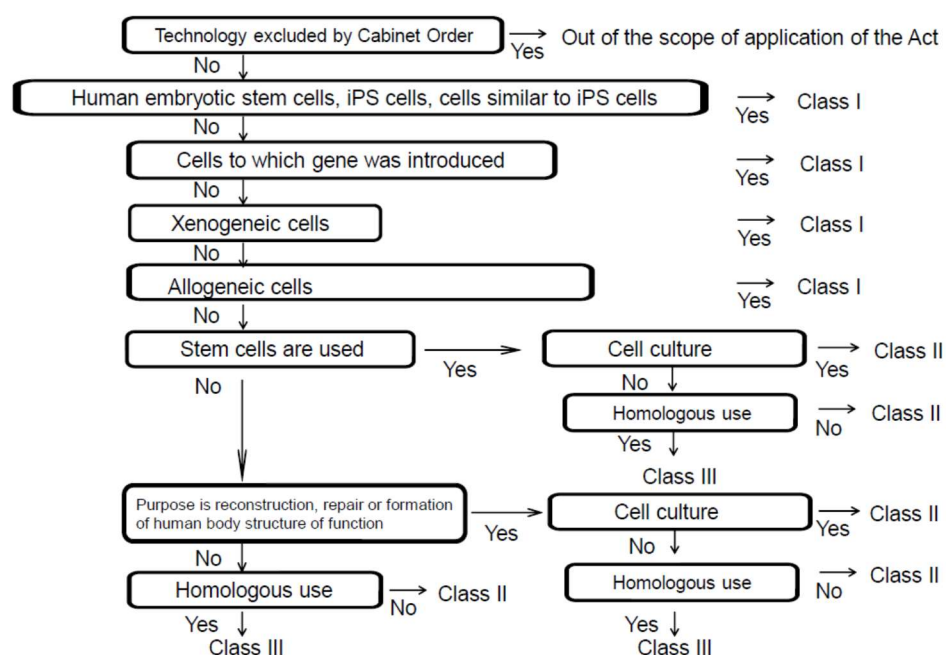 Technology excluded by Cabinet Order
Yes
Out of the scope of application of the Act
No
Human embryotic stem cells, iPS cells, cells similar to iPS cells
Yes
Class I
No
Cells to which gene was introduced
Yes
Class I
No
Xenogeneic cells
Yes
Class I
No
Allogeneic cells
Yes
Class I
No
Stem cells are used
Yes
Cell culture
Yes
Class II
No
No
Homologous use
No
Class II
Yes
Class III
Purpose is reconstruction, repair or formation
of human body structure of function
Yes
Cell culture
Yes
Class II
No
No
Homologous use
No
Class II
Homologous use
No
Class II
Yes
Class III
Yes
Class III